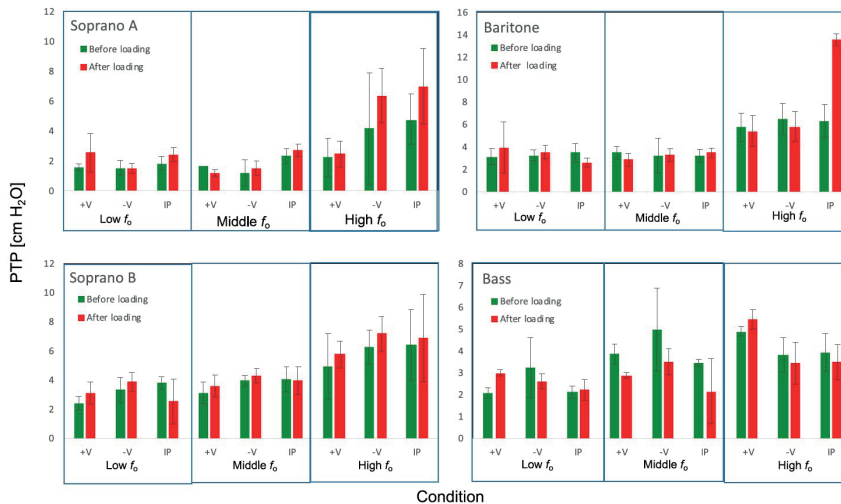 Soprano A
Before loading
After loading
12
10
8
6
4
2
0
+V -V IP +V -V IP +V -V IP
Low fo Middle fo High fo
Baritone
Before loading
After loading
16
14
12
10
8
6
4
2
0
+V -V IP +V -V IP +V -V IP
Low fo Middle fo High fo
PTP [cm H2O]
Soprano B
Before loading
After loading
12
10
8
6
4
2
0
+V -V IP +V -V IP +V -V IP
Low fo Middle fo High fo
Bass
Before loading
After loading
8
7
6
5
4
3
2
1
0
+V -V IP +V -V IP +V -V IP
Low fo Middle fo High fo
Condition